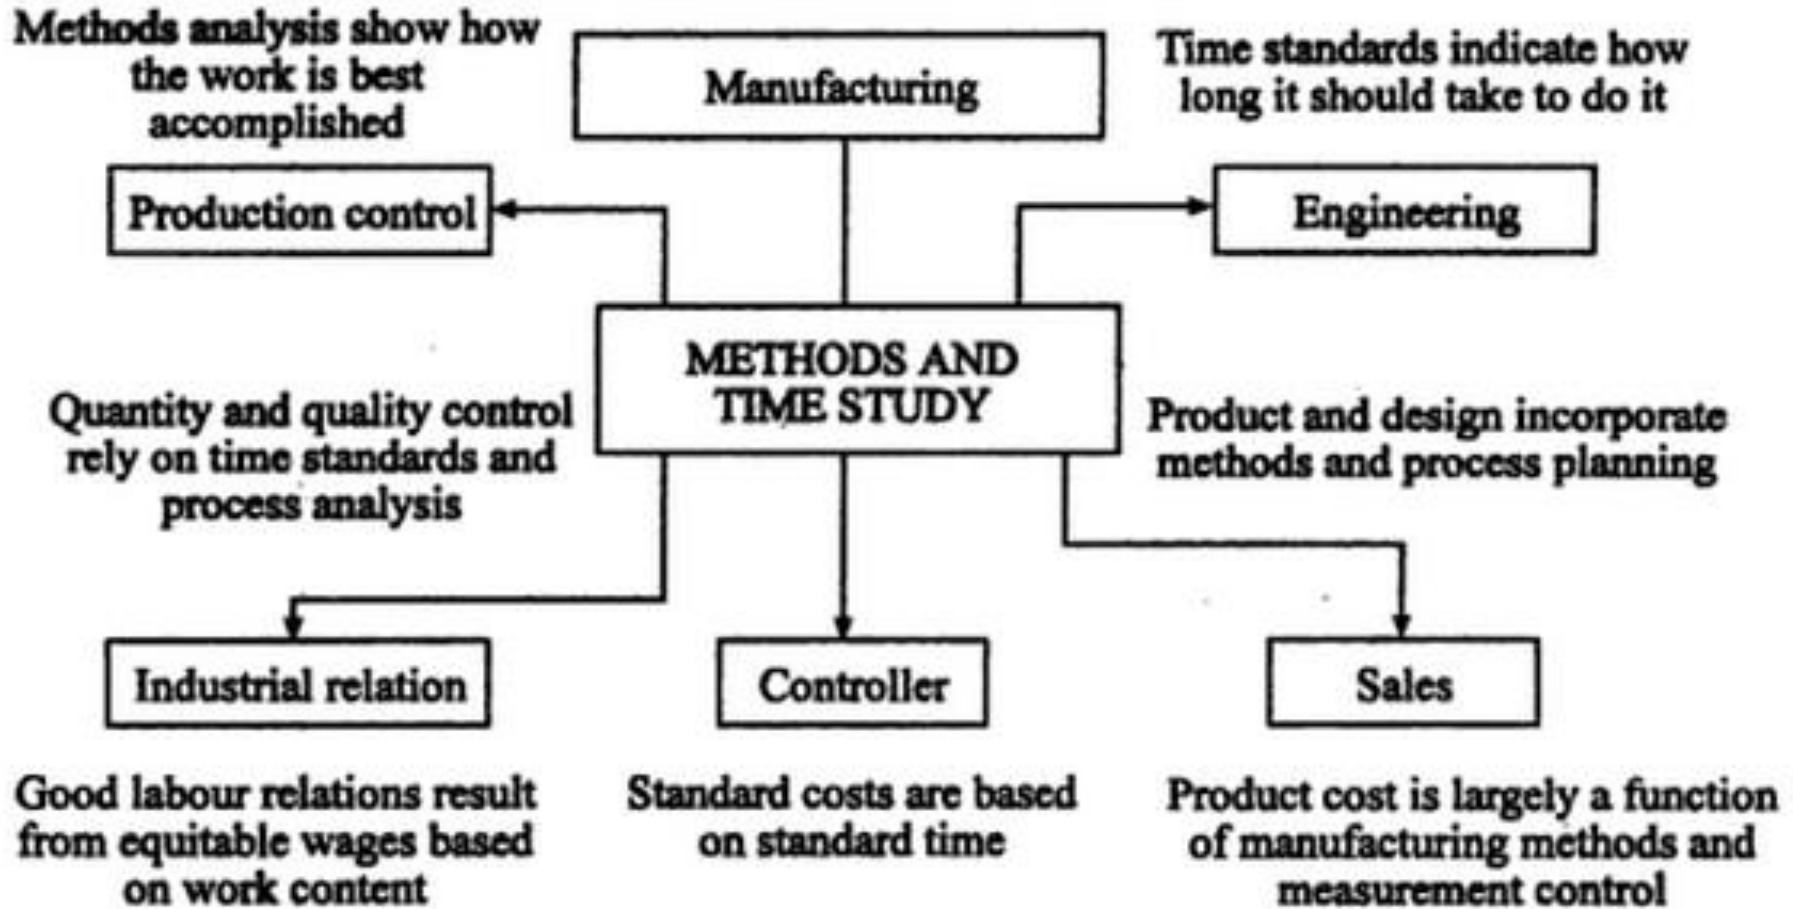 Methods analysis show how
the work is best
accomplished
Manufacturing
Time standards indicate how
long it should take to do it
Production control
Engineering
METHODS AND
TIME STUDY
Quantity and quality control
rely on time standards and
process analysis
Product and design incorporate
methods and process planning
Industrial relation
Controller
Sales
Good labour relations result
from equitable wages based
on work content
Standard costs are based
on standard time
Product cost is largely a function
of manufacturing methods and
measurement control